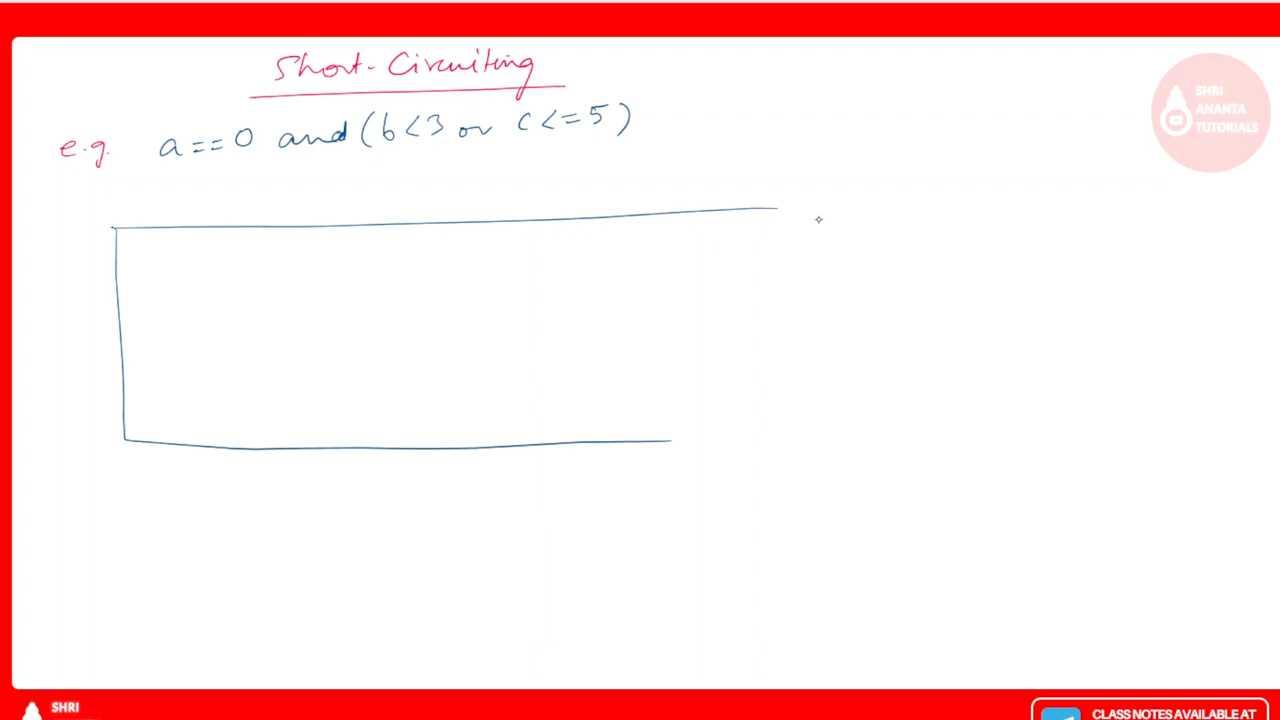 Short-Circuiting
e.g. a==0 and (b<3 or c<=5)
SHRI
ANANTA
TUTORIALS
SHRI
CLASS NOTES AVAILABLE AT